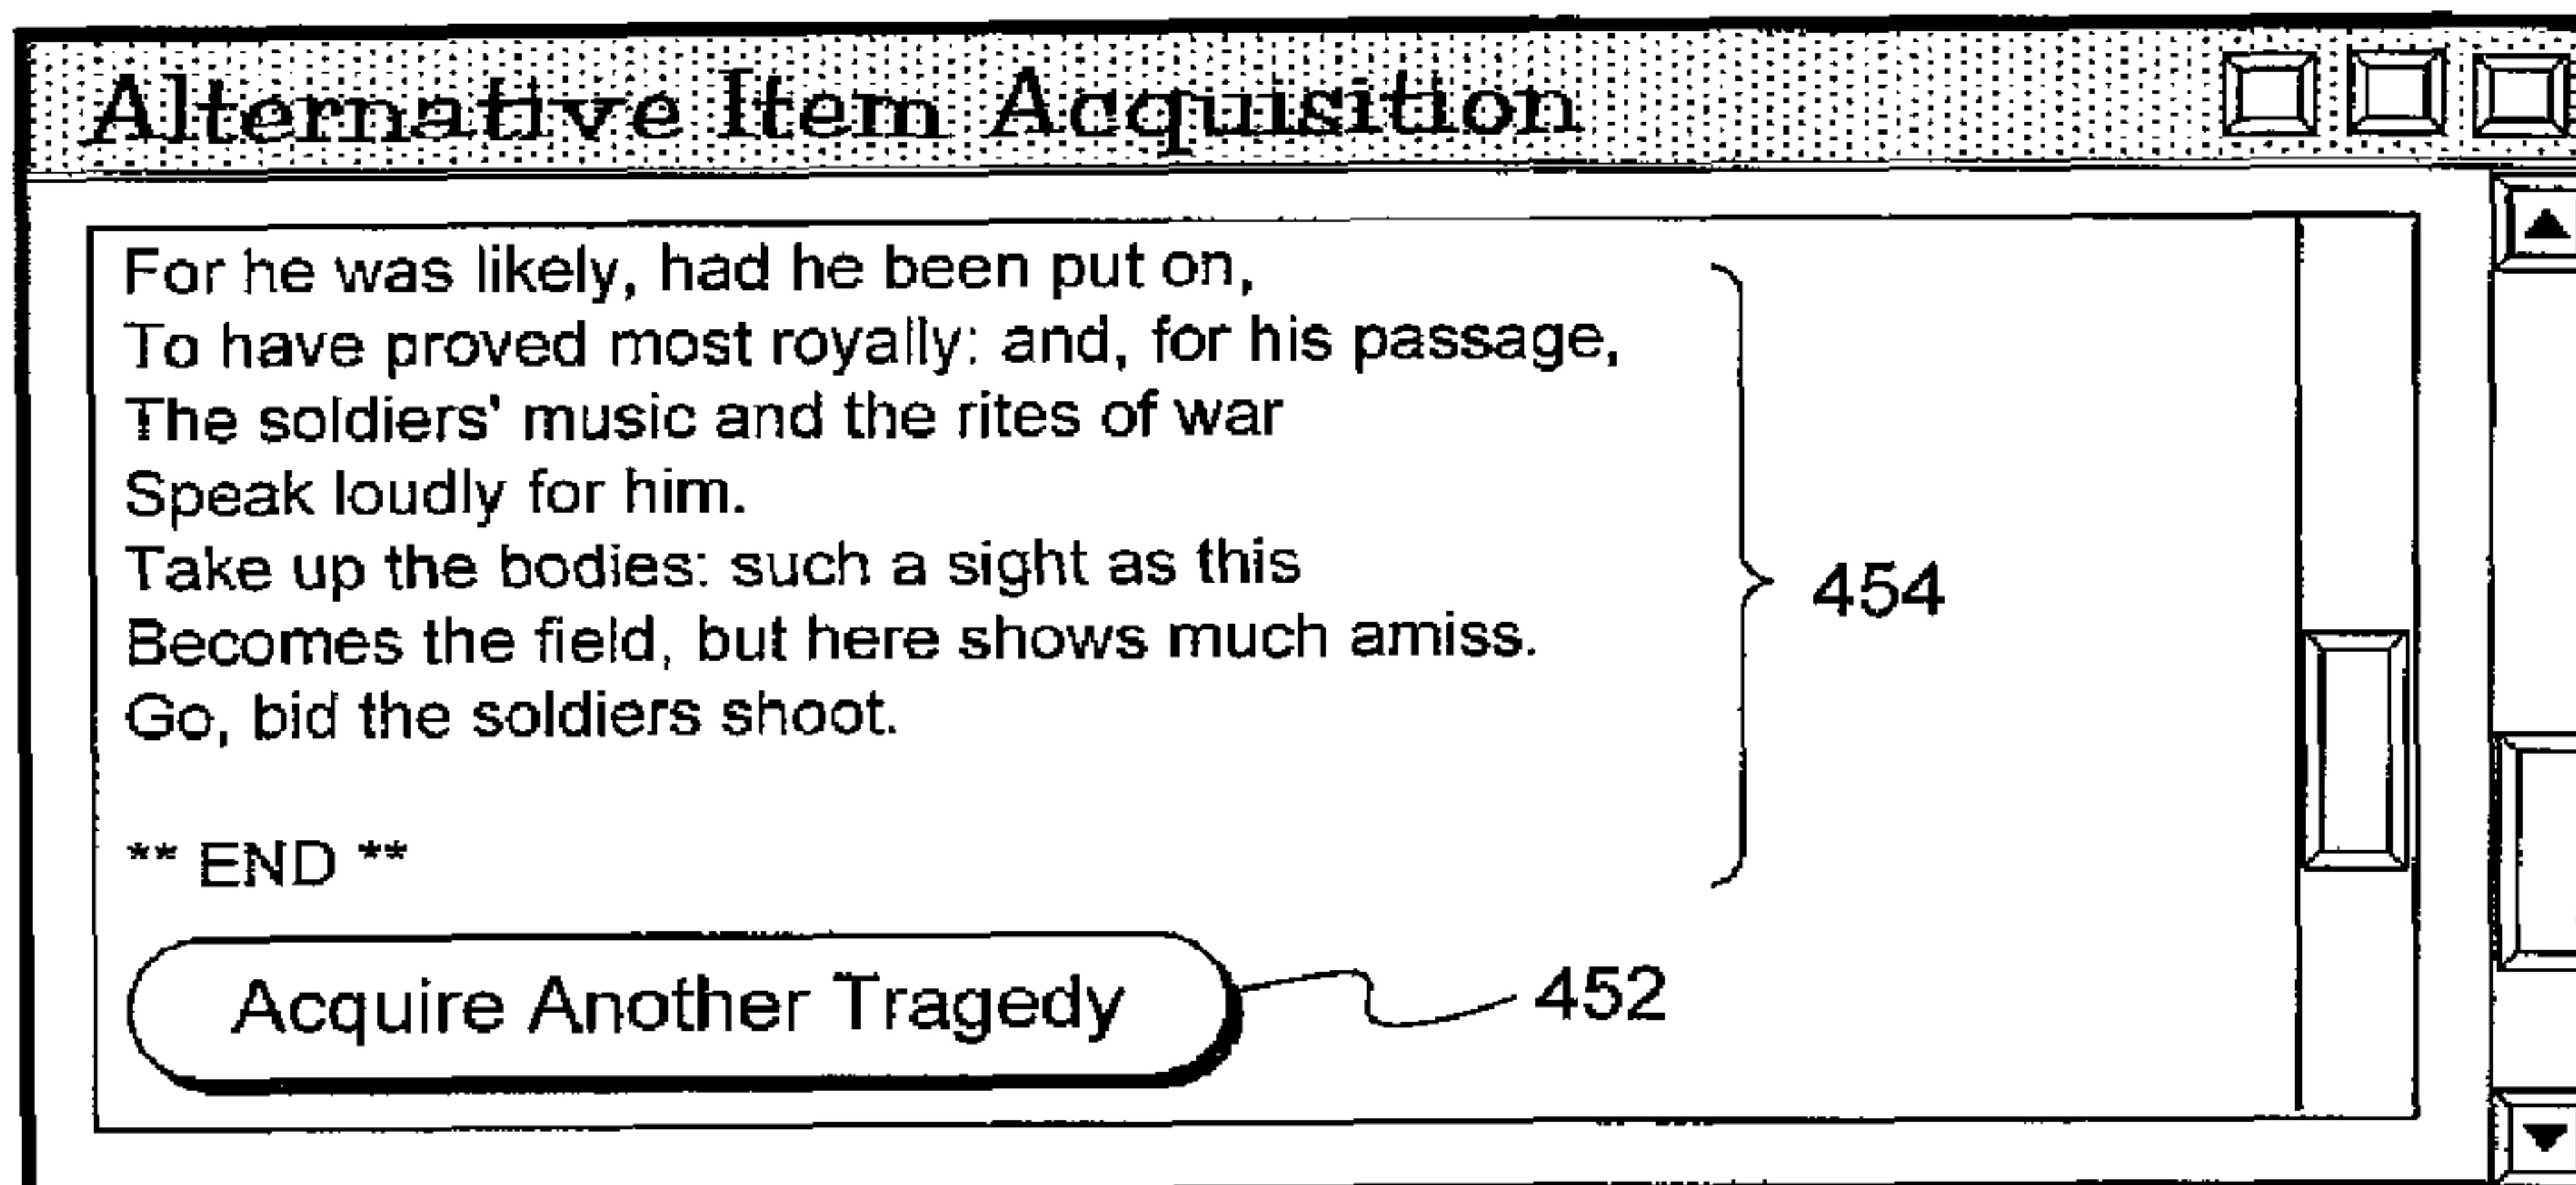 Alternative Item Acquisition
For he was likely, had he been put on,
To have proved most royally: and, for his passage,
The soldiers' music and the rites of war
Speak loudly for him.
Take up the bodies: such a sight as this
Becomes the field, but here shows much amiss.
Go, bid the soldiers shoot.
454
** END **
Acquire Another Tragedy
452